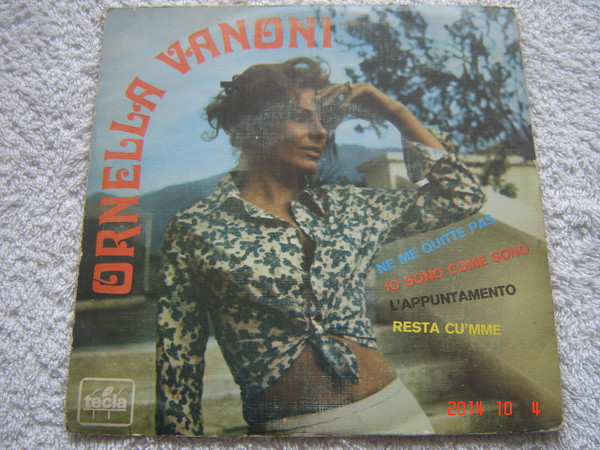 ORNELLA VANONI
NE ME QUITTE PAS
IO SONO COME SONO
L'APPUNTAMENTO
RESTA CU'MME
tecla
2014 10 4